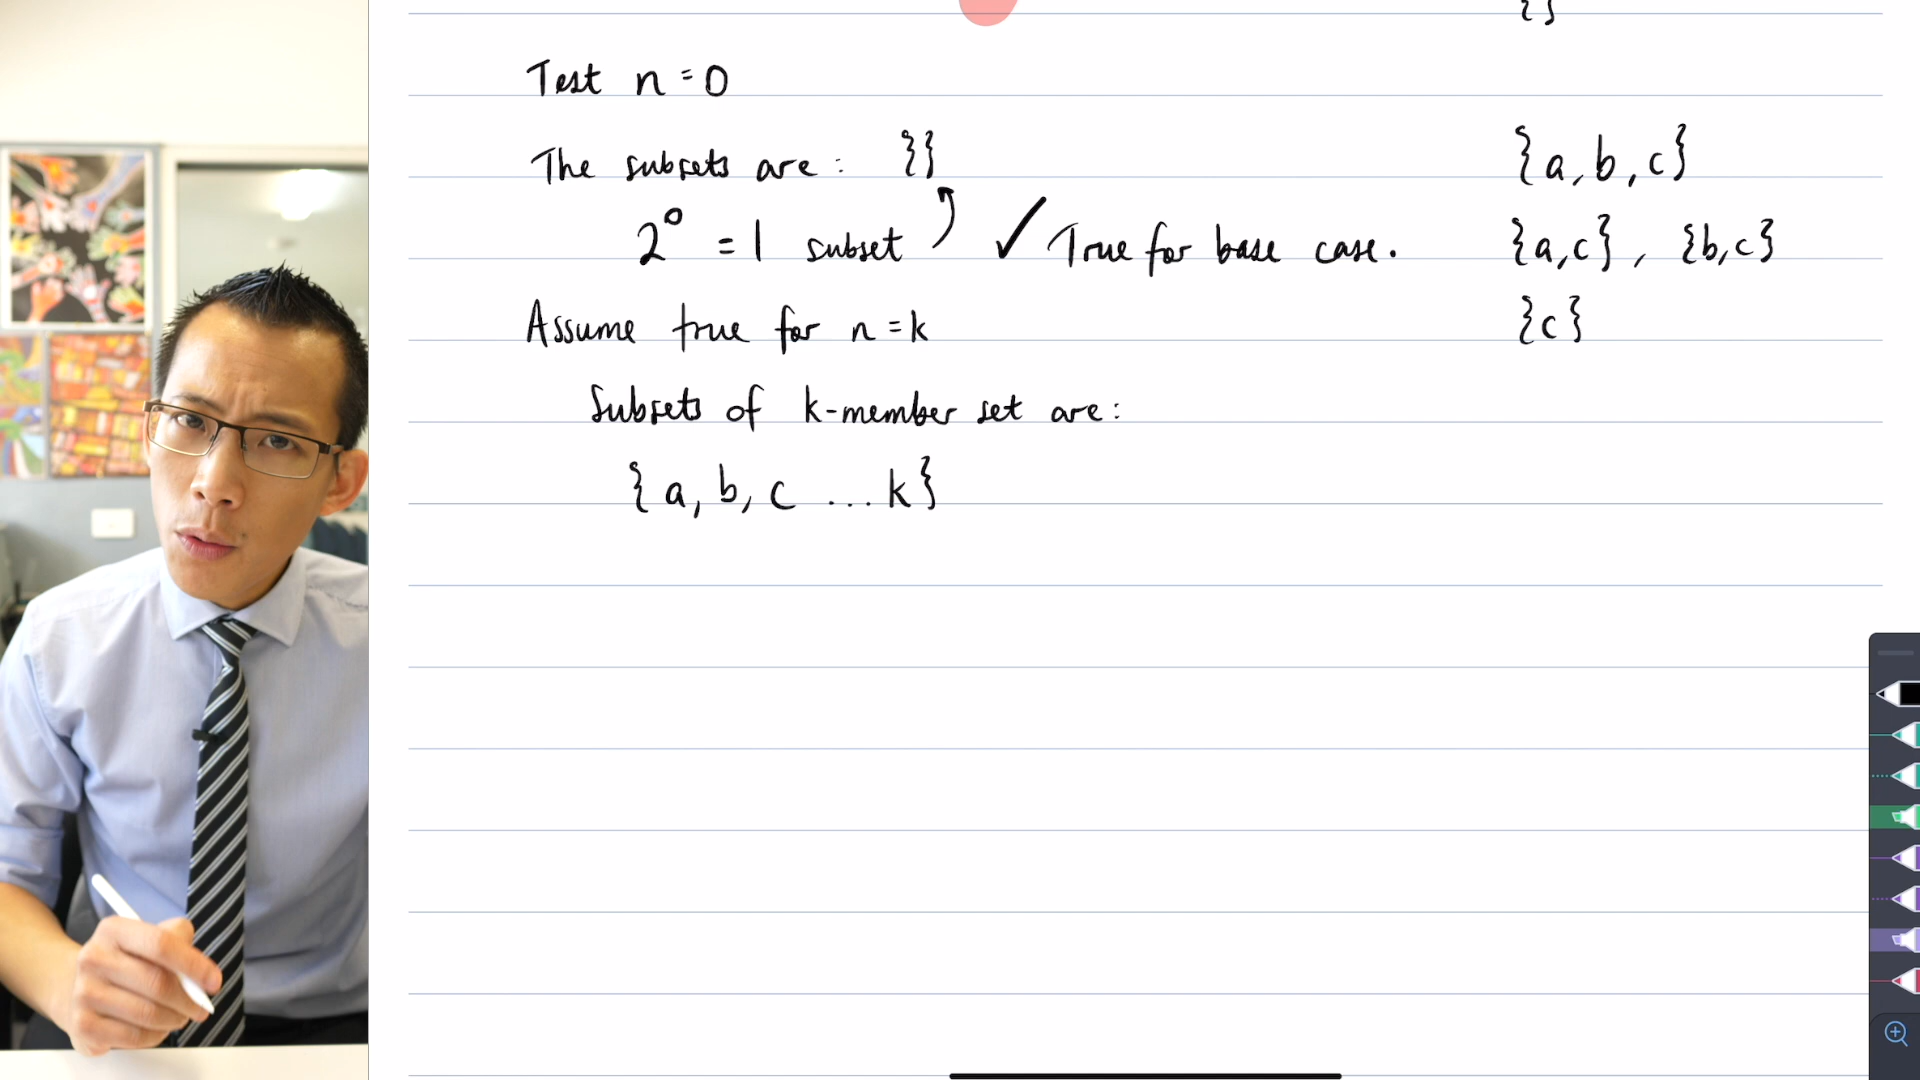 {}
Test n = 0
The subsets are : {}
2⁰ = 1 subset ✓ True for base case.
Assume true for n = k
Subsets of k-member set are :
{ a, b, c ... k }
{ a, b, c }
{a,c} , {b,c}
{c}